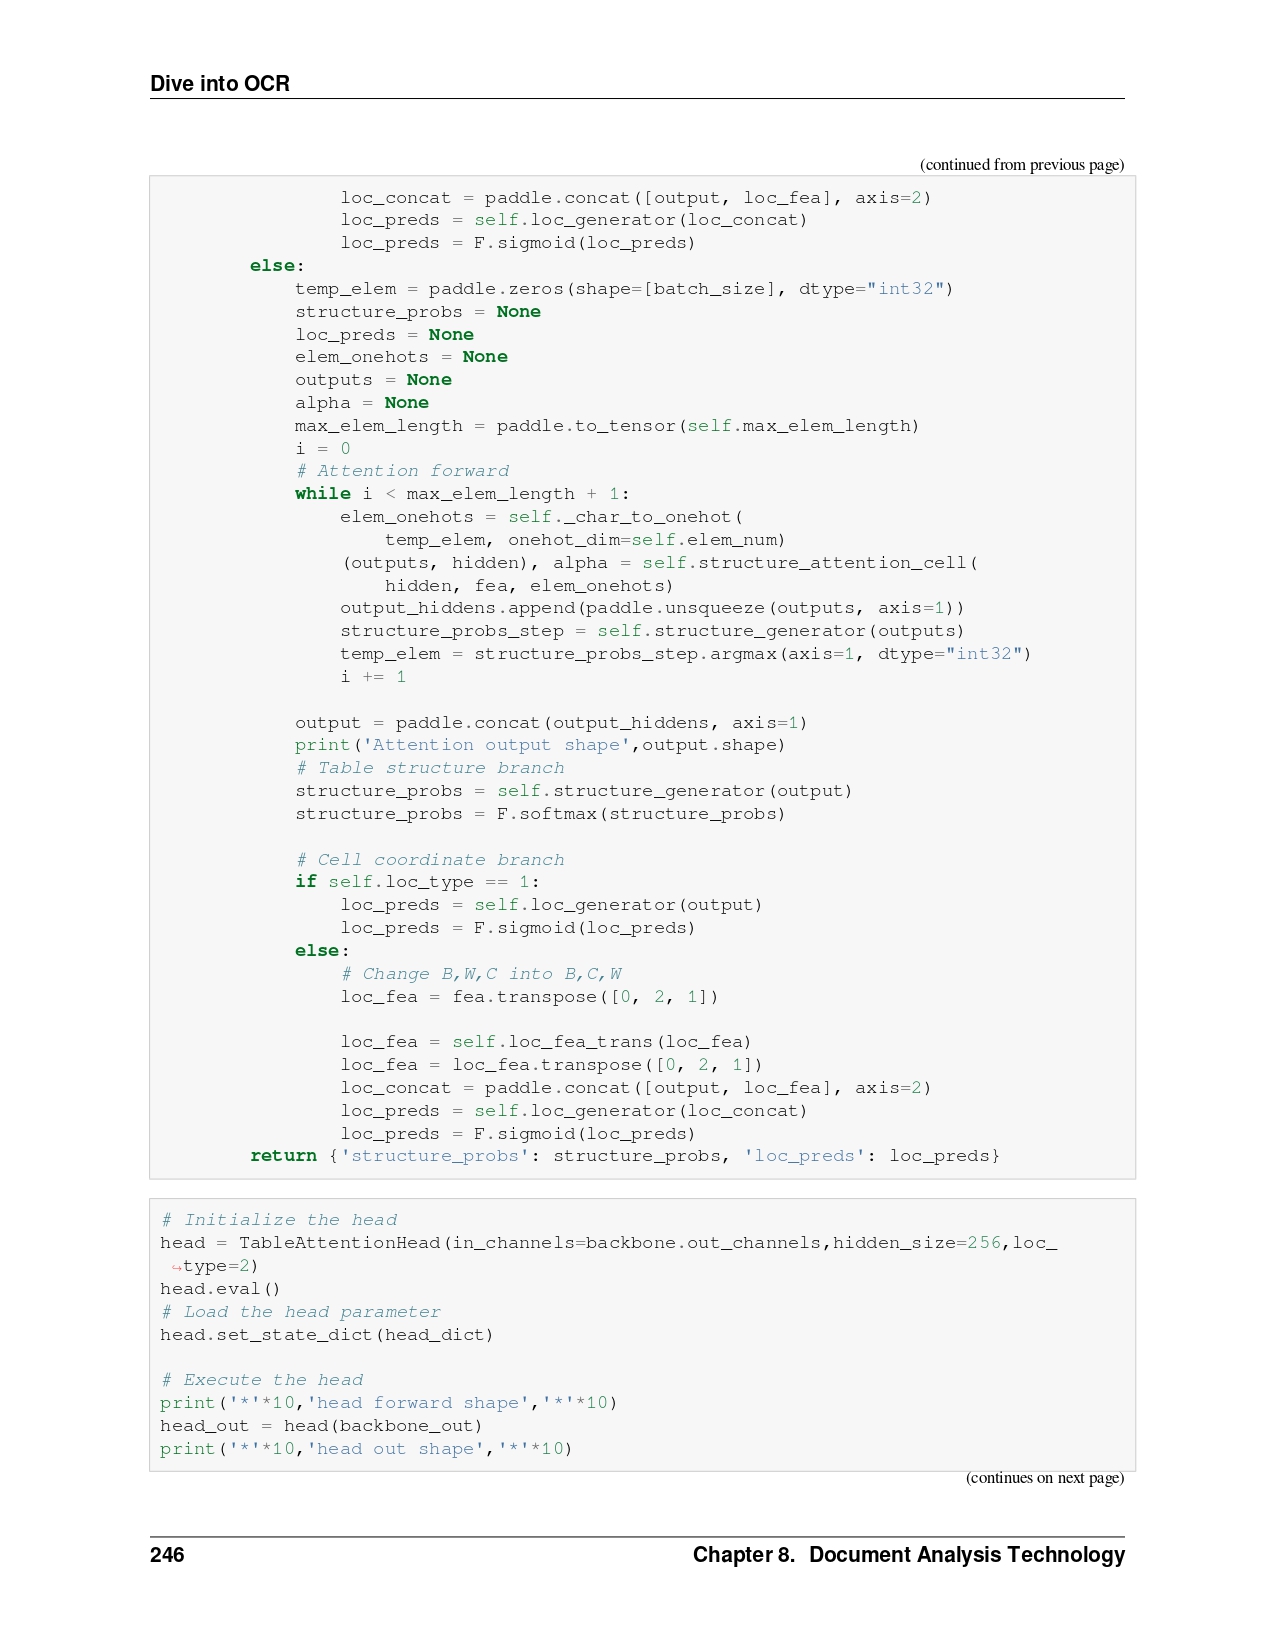 Dive into OCR
(continued from previous page)
                loc_concat = paddle.concat([output, loc_fea], axis=2)
                loc_preds = self.loc_generator(loc_concat)
                loc_preds = F.sigmoid(loc_preds)
        else:
            temp_elem = paddle.zeros(shape=[batch_size], dtype="int32")
            structure_probs = None
            loc_preds = None
            elem_onehots = None
            outputs = None
            alpha = None
            max_elem_length = paddle.to_tensor(self.max_elem_length)
            i = 0
            # Attention forward
            while i < max_elem_length + 1:
                elem_onehots = self._char_to_onehot(
                    temp_elem, onehot_dim=self.elem_num)
                (outputs, hidden), alpha = self.structure_attention_cell(
                    hidden, fea, elem_onehots)
                output_hiddens.append(paddle.unsqueeze(outputs, axis=1))
                structure_probs_step = self.structure_generator(outputs)
                temp_elem = structure_probs_step.argmax(axis=1, dtype="int32")
                i += 1

            output = paddle.concat(output_hiddens, axis=1)
            print('Attention output shape',output.shape)
            # Table structure branch
            structure_probs = self.structure_generator(output)
            structure_probs = F.softmax(structure_probs)

            # Cell coordinate branch
            if self.loc_type == 1:
                loc_preds = self.loc_generator(output)
                loc_preds = F.sigmoid(loc_preds)
            else:
                # Change B,W,C into B,C,W
                loc_fea = fea.transpose([0, 2, 1])

                loc_fea = self.loc_fea_trans(loc_fea)
                loc_fea = loc_fea.transpose([0, 2, 1])
                loc_concat = paddle.concat([output, loc_fea], axis=2)
                loc_preds = self.loc_generator(loc_concat)
                loc_preds = F.sigmoid(loc_preds)
        return {'structure_probs': structure_probs, 'loc_preds': loc_preds}

# Initialize the head
head = TableAttentionHead(in_channels=backbone.out_channels,hidden_size=256,loc_
 ↪type=2)
head.eval()
# Load the head parameter
head.set_state_dict(head_dict)

# Execute the head
print('*'*10,'head forward shape','*'*10)
head_out = head(backbone_out)
print('*'*10,'head out shape','*'*10)
(continues on next page)
246 Chapter 8. Document Analysis Technology